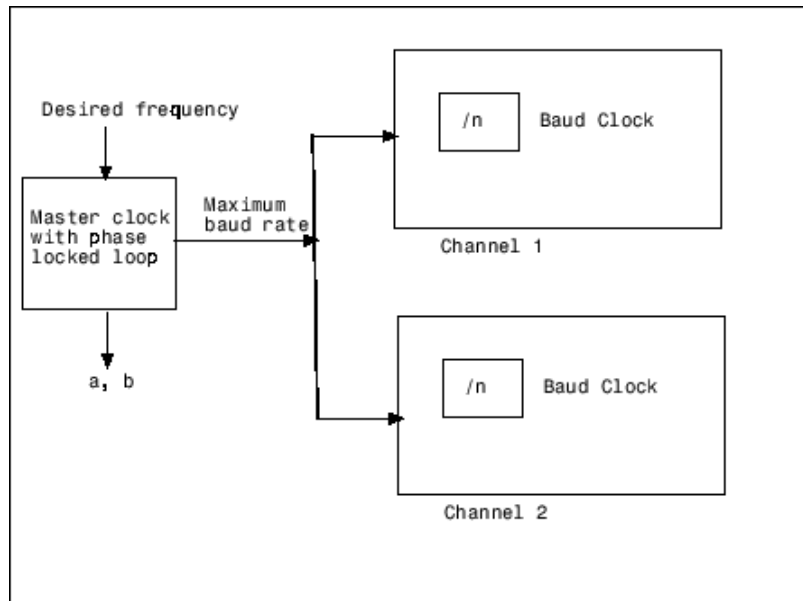 Desired frequency
Master clock
with phase
locked loop
a, b
Maximum
baud rate
/n
Baud Clock
Channel 1
/n
Baud Clock
Channel 2